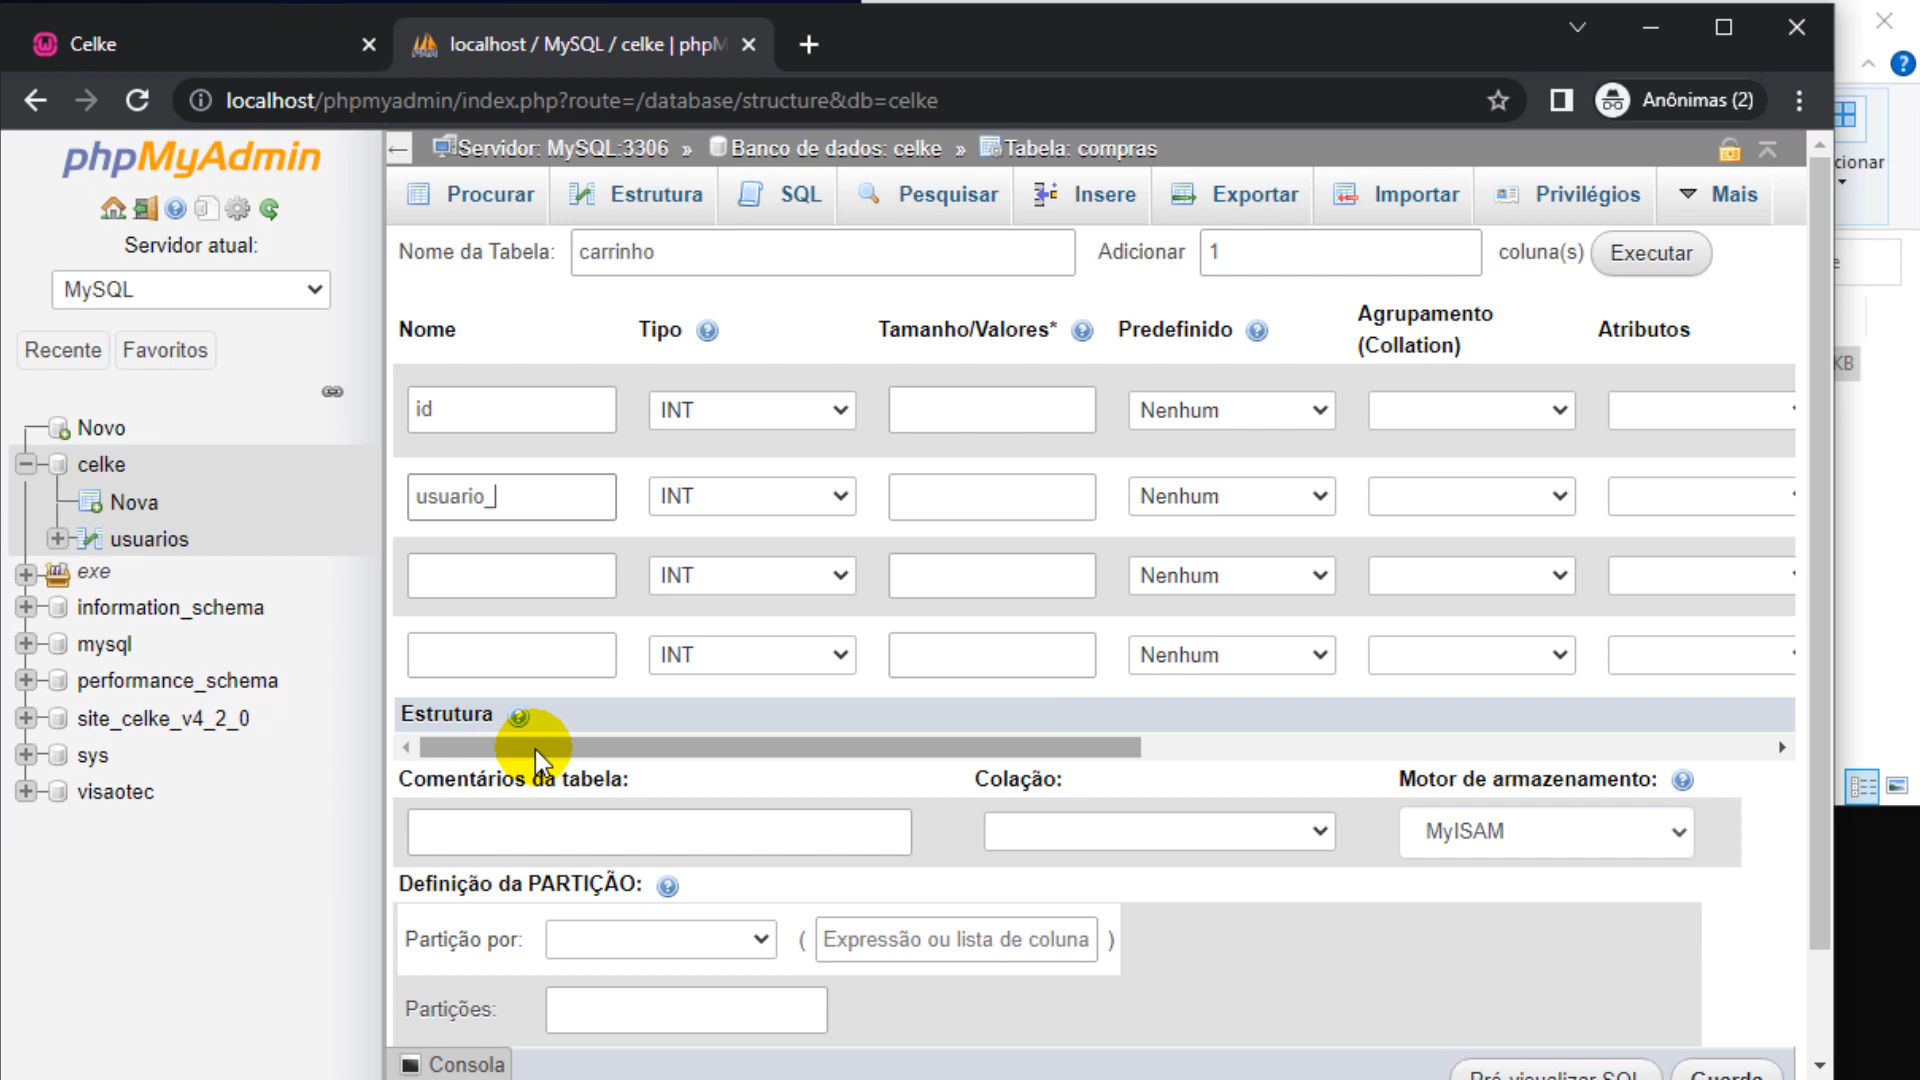 Celke
localhost / MySQL / celke | phpM
localhost/phpmyadmin/index.php?route=/database/structure&db=celke
Anônimas (2)
cionar
KB
phpMyAdmin
Servidor atual:
MySQL
Recente
Favoritos
Novo
celke
Nova
usuarios
exe
information_schema
mysql
performance_schema
site_celke_v4_2_0
sys
visaotec
Servidor: MySQL:3306 » Banco de dados: celke » Tabela: compras
Procurar
Estrutura
SQL
Pesquisar
Insere
Exportar
Importar
Privilégios
Mais
Nome da Tabela: carrinho Adicionar 1 coluna(s) Executar
Nome Tipo Tamanho/Valores* Predefinido Agrupamento (Collation) Atributos
id INT Nenhum
usuario_ INT Nenhum
INT Nenhum
INT Nenhum
Estrutura
Comentários da tabela: Colação: Motor de armazenamento:
MyISAM
Definição da PARTIÇÃO:
Partição por: ( Expressão ou lista de coluna )
Partições:
Consola
Pré-visualizar SQL
Guarda